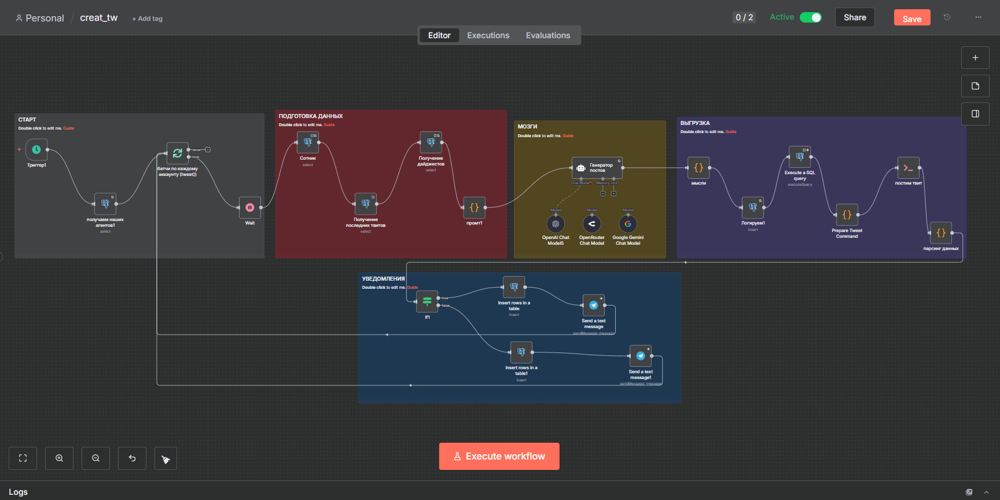 Personal / creat_tw + Add tag
0 / 2
Active
Share
Save
Editor
Executions
Evaluations
СТАРТ
Double click to edit me. Guide
Триггер1
получаем наших
агентов1
select
done
loop
батчи по каждому
аккаунту (tweet))
Wait
ПОДГОТОВКА ДАННЫХ
Double click to edit me. Guide
Сотник
select
Получение
последних твитов
select
Получение
дайджестов
select
промт1
МОЗГИ
Double click to edit me. Guide
Генератор
постов
Chat Model*
Memory
Tool
Model
OpenAI Chat
Model5
Model
OpenRouter
Chat Model
Model
Google Gemini
Chat Model
ВЫГРУЗКА
Double click to edit me. Guide
мысли
Логируем1
insert
Execute a SQL
query
executeQuery
Prepare Tweet
Command
постим твит
парсинг данных
УВЕДОМЛЕНИЯ
Double click to edit me. Guide
true
false
If1
Insert rows in a
table
insert
Send a text
message
sendMessage: message
Insert rows in a
table1
insert
Send a text
message1
sendMessage: message
Execute workflow
Logs